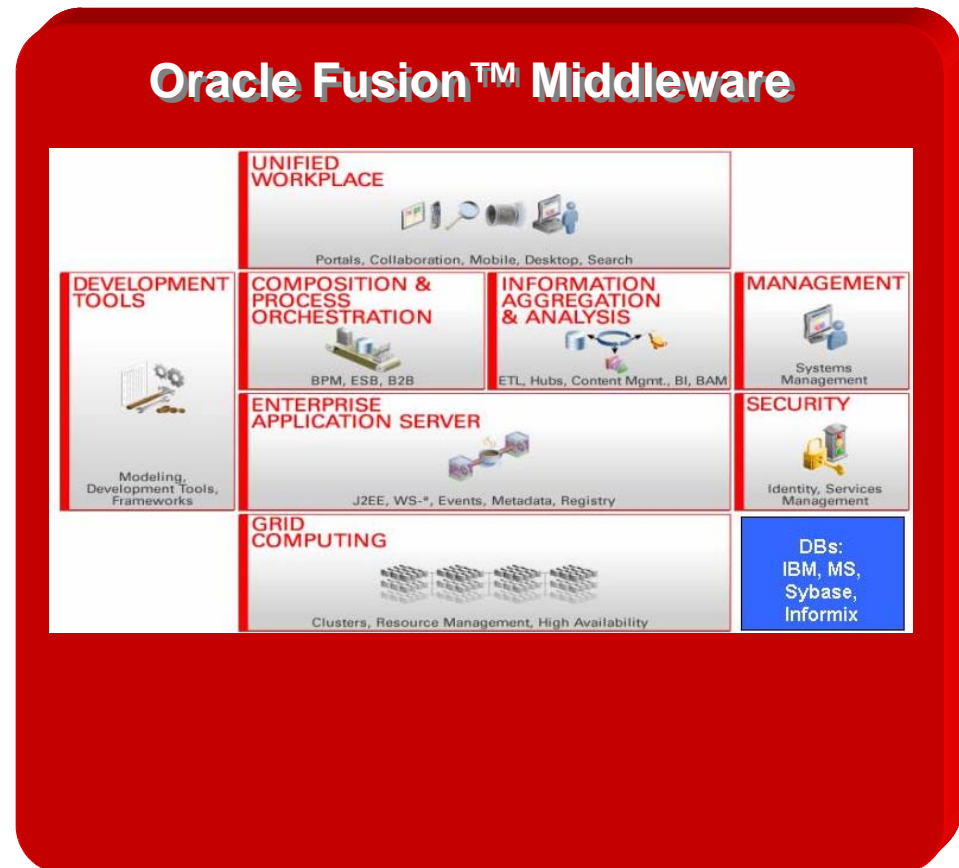 Oracle Fusion™ Middleware
UNIFIED
WORKPLACE
Portals, Collaboration, Mobile, Desktop, Search
DEVELOPMENT
TOOLS
Modeling,
Development Tools,
Frameworks
COMPOSITION &
PROCESS
ORCHESTRATION
BPM, ESB, B2B
INFORMATION
AGGREGATION
& ANALYSIS
ETL, Hubs, Content Mgmt., BI, BAM
MANAGEMENT
Systems
Management
ENTERPRISE
APPLICATION SERVER
J2EE, WS-*, Events, Metadata, Registry
SECURITY
Identity, Services
Management
GRID
COMPUTING
Clusters, Resource Management, High Availability
DBs:
IBM, MS,
Sybase,
Informix